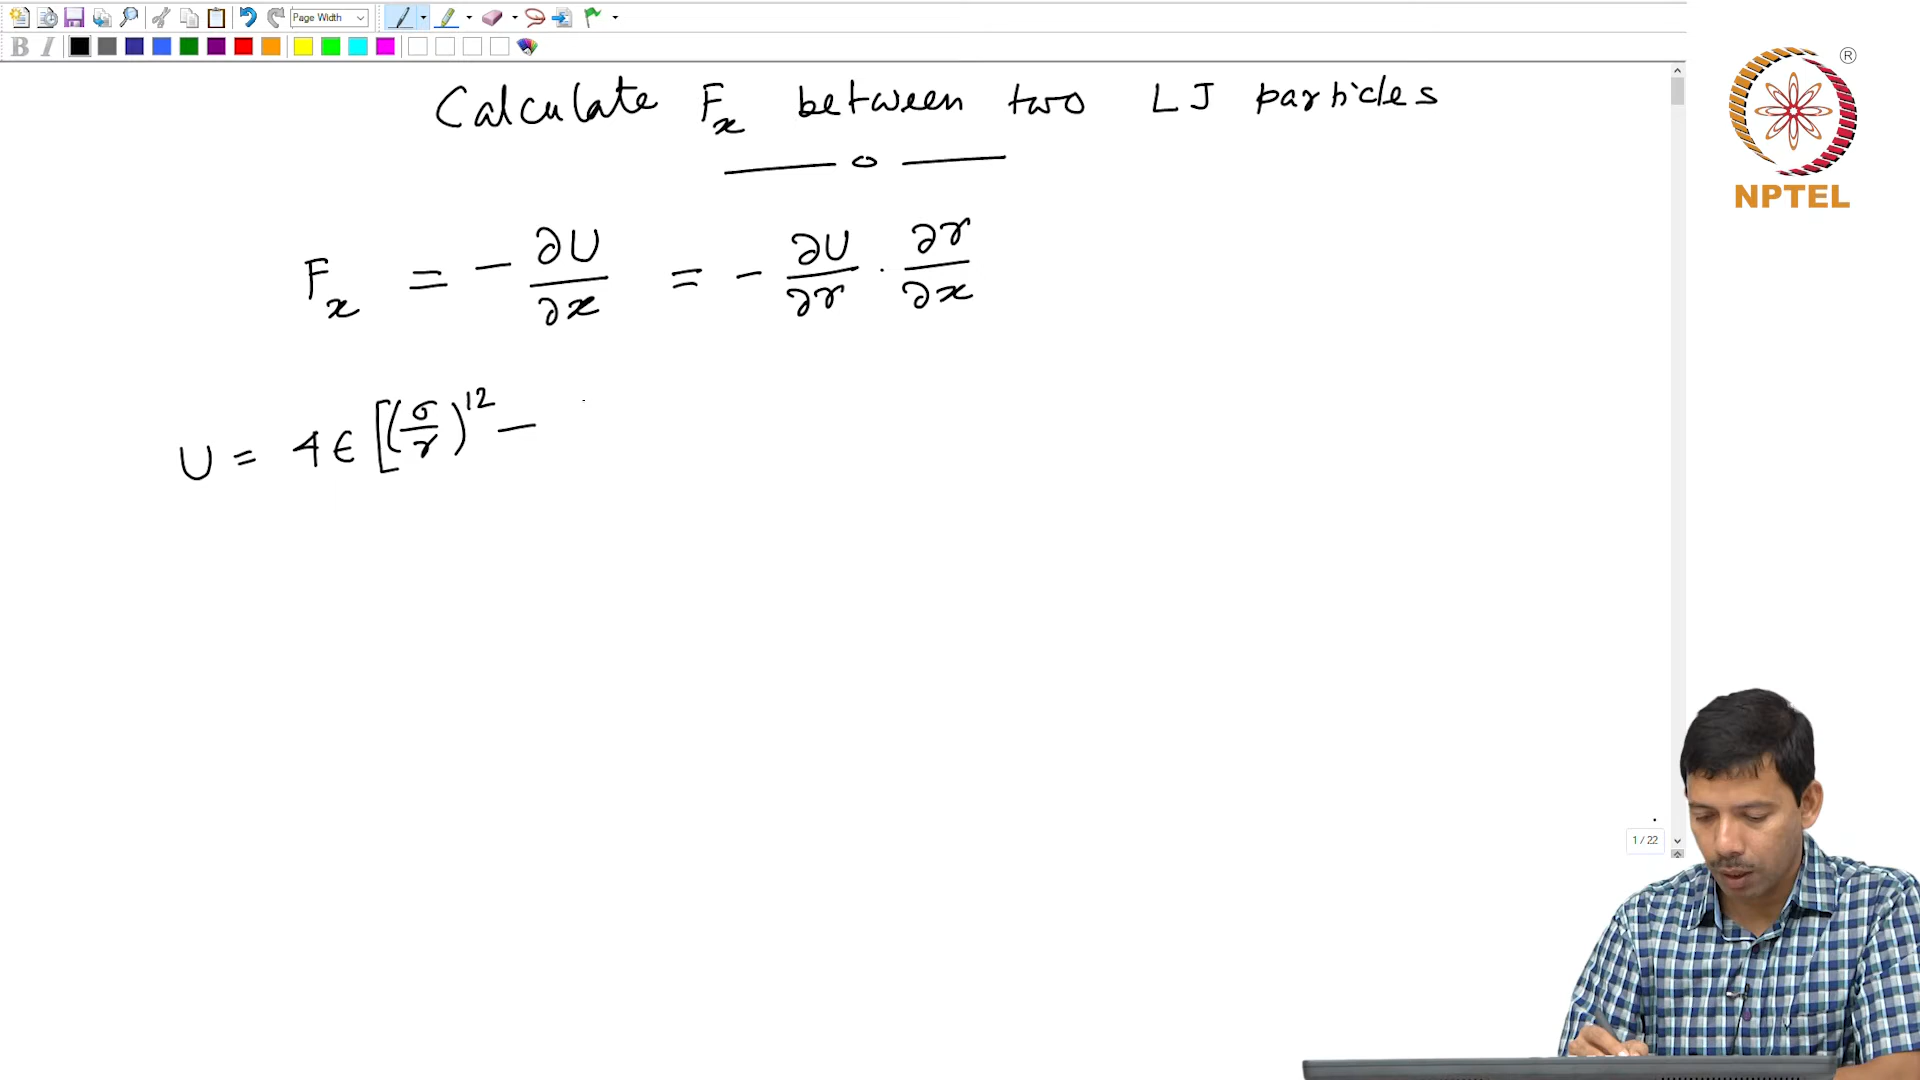 Page Width
B I
Calculate Fₓ between two LJ particles
Fₓ = - ∂U/∂x = - ∂U/∂r · ∂r/∂x
U = 4ϵ [(σ/r)¹² -
1 / 22
®
NPTEL